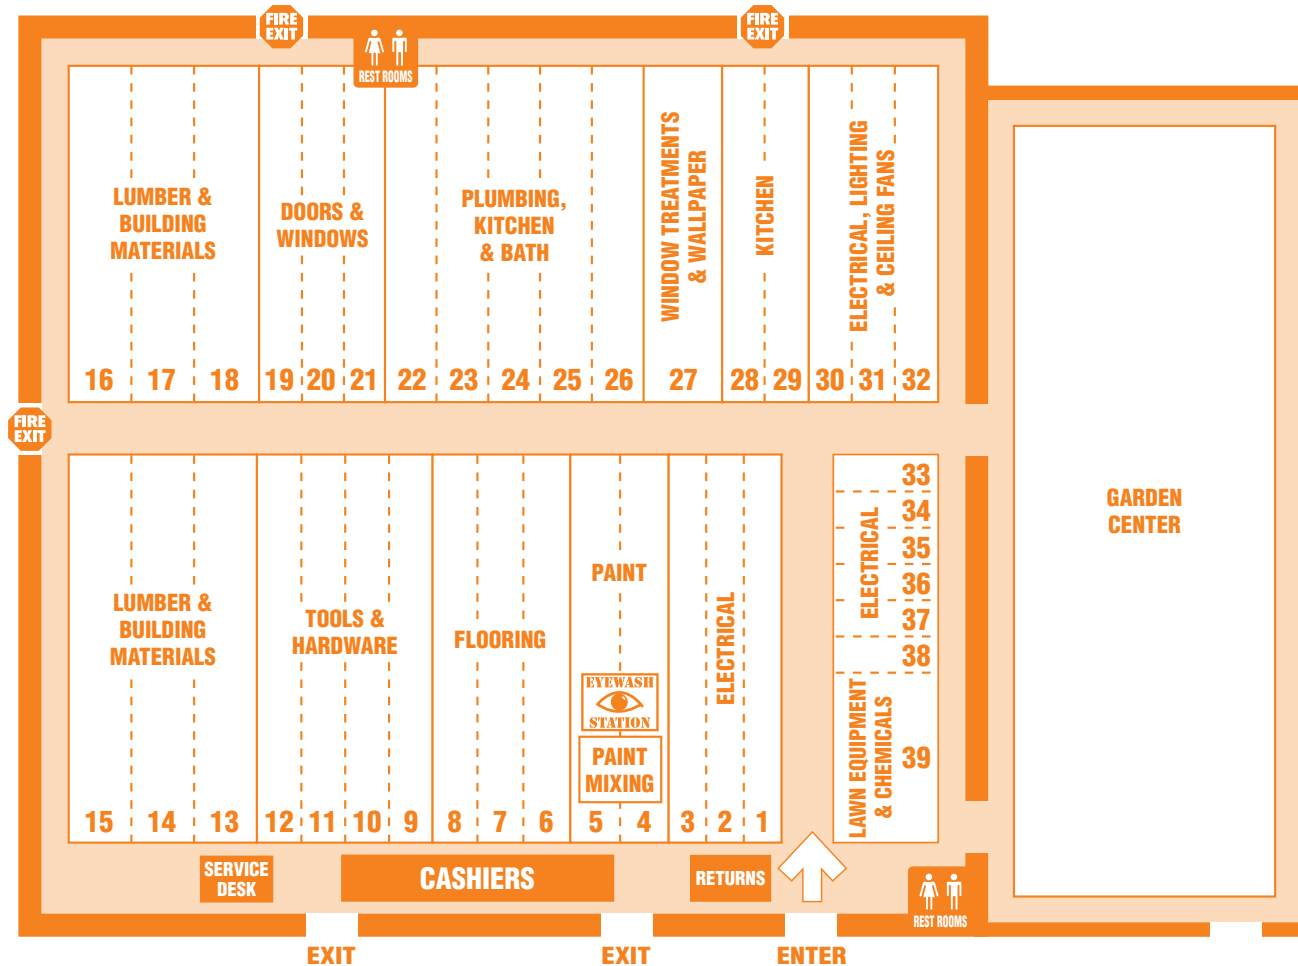 FIRE
EXIT
FIRE
EXIT
REST ROOMS
LUMBER &
BUILDING
MATERIALS
DOORS &
WINDOWS
PLUMBING,
KITCHEN
& BATH
WINDOW TREATMENTS
& WALLPAPER
KITCHEN
ELECTRICAL, LIGHTING
& CEILING FANS
16 17 18 19 20 21 22 23 24 25 26 27 28 29 30 31 32
FIRE
EXIT
GARDEN
CENTER
LUMBER &
BUILDING
MATERIALS
TOOLS &
HARDWARE
FLOORING
PAINT
EYEWASH
STATION
PAINT
MIXING
ELECTRICAL
33
34
35
36
37
38
ELECTRICAL
LAWN EQUIPMENT
& CHEMICALS
39
15 14 13 12 11 10 9 8 7 6 5 4 3 2 1
SERVICE
DESK
CASHIERS
RETURNS
REST ROOMS
EXIT
EXIT
ENTER